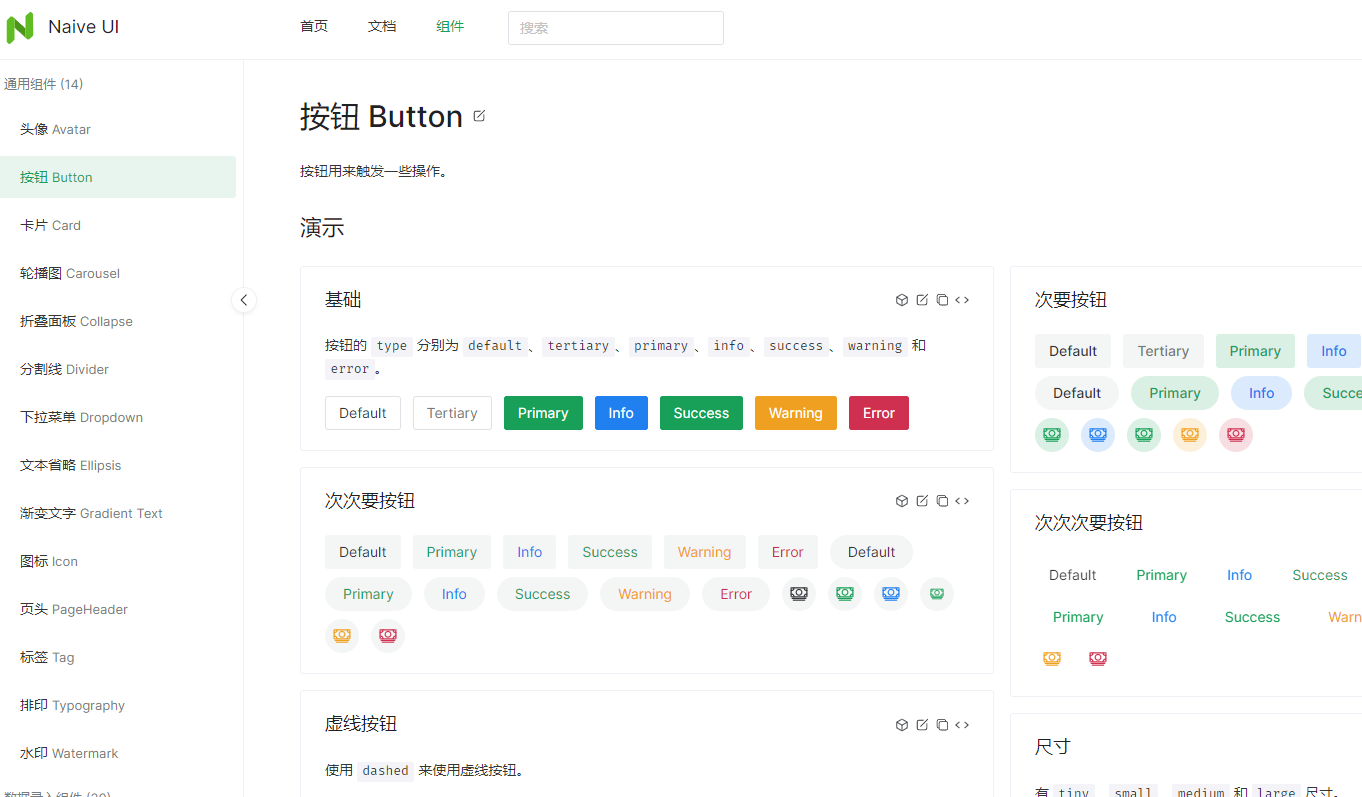 Naive UI
首页 文档 组件 搜索
通用组件 (14)
头像 Avatar
按钮 Button
卡片 Card
轮播图 Carousel
折叠面板 Collapse
分割线 Divider
下拉菜单 Dropdown
文本省略 Ellipsis
渐变文字 Gradient Text
图标 Icon
页头 PageHeader
标签 Tag
排印 Typography
水印 Watermark
数据录入组件 (20)
按钮 Button
按钮用来触发一些操作。
演示
基础
按钮的 type 分别为 default、tertiary、primary、info、success、warning 和
error。
Default Tertiary Primary Info Success Warning Error
次次要按钮
Default Primary Info Success Warning Error Default
Primary Info Success Warning Error
虚线按钮
使用 dashed 来使用虚线按钮。
次要按钮
Default Tertiary Primary Info
Default Primary Info Succe
次次次要按钮
Default Primary Info Success
Primary Info Success Warn
尺寸
有 tiny、small、medium 和 large 尺寸。